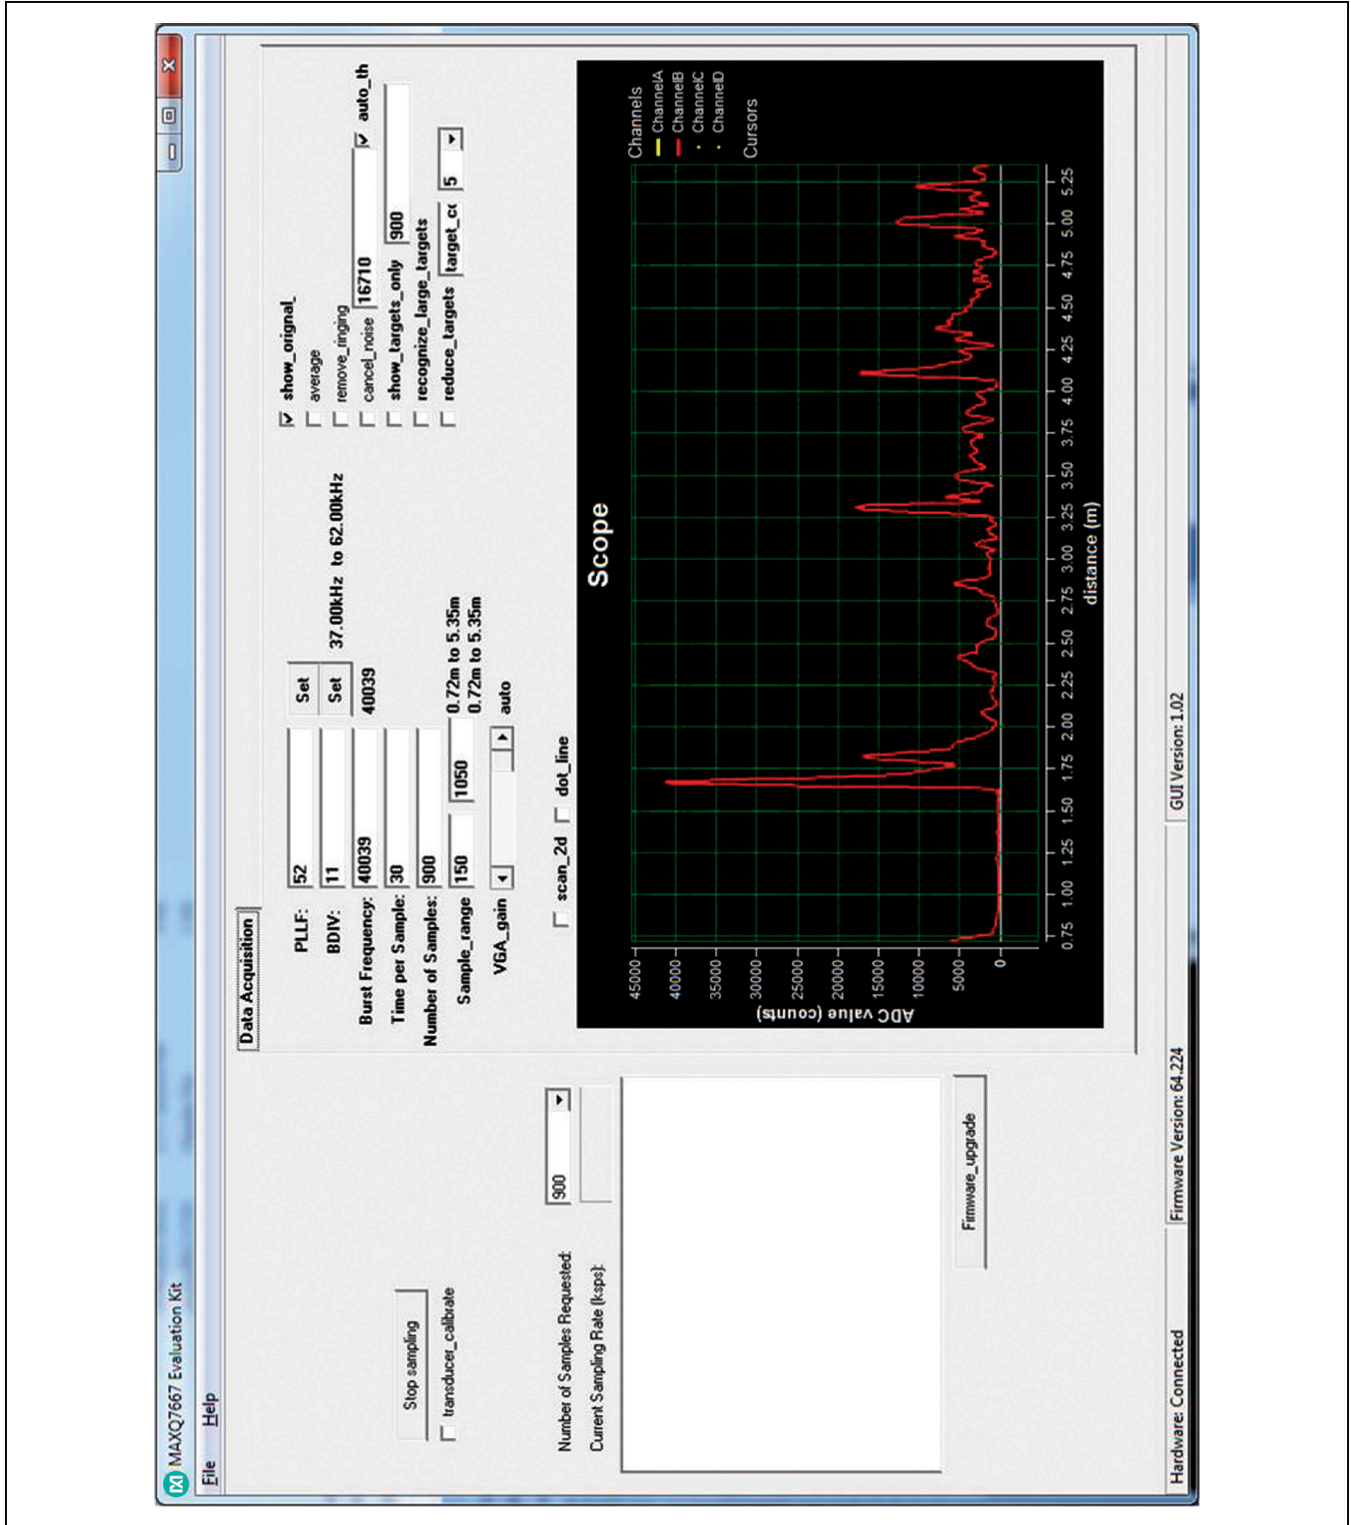 MAXQ7667 Evaluation Kit
File Help
Stop sampling
transducer_calibrate
Number of Samples Requested: 900
Current Sampling Rate (ksps):
Firmware_upgrade
Data Acquisition
PLLF: 52 Set
BDIV: 11 Set 37.00kHz to 62.00kHz
Burst Frequency: 40039 40039
Time per Sample: 30
Number of Samples: 900
Sample_range 150 1050 0.72m to 5.35m
0.72m to 5.35m
VGA_gain auto
show_orignal_
average
remove_ringing
cancel_noise 16710 auto_th
show_targets_only 900
recognize_large_targets
reduce_targets target_cc 5
scan_2d dot_line
Scope
Channels
ChannelA
ChannelB
ChannelC
ChannelD
Cursors
ADC value (counts)
45000
40000
35000
30000
25000
20000
15000
10000
5000
0
0.75 1.00 1.25 1.50 1.75 2.00 2.25 2.50 2.75 3.00 3.25 3.50 3.75 4.00 4.25 4.50 4.75 5.00 5.25
distance (m)
Hardware: Connected Firmware Version: 64.224 GUI Version: 1.02